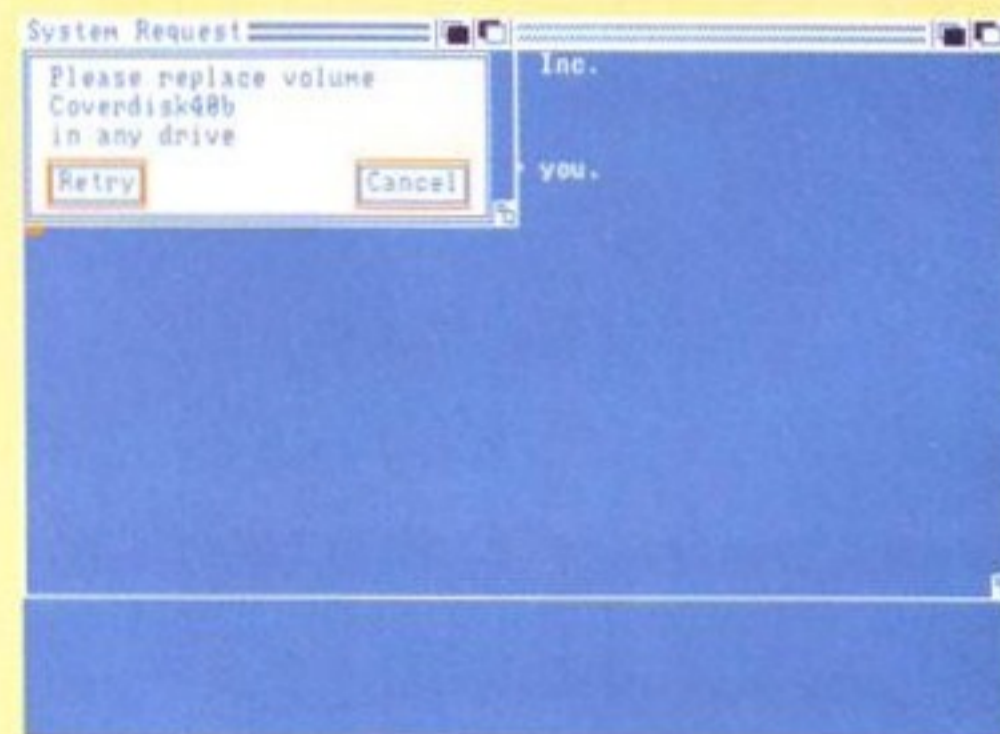 System Request
Please replace volume
Coverdisk40b
in any drive
Retry
Cancel
Inc.
you.